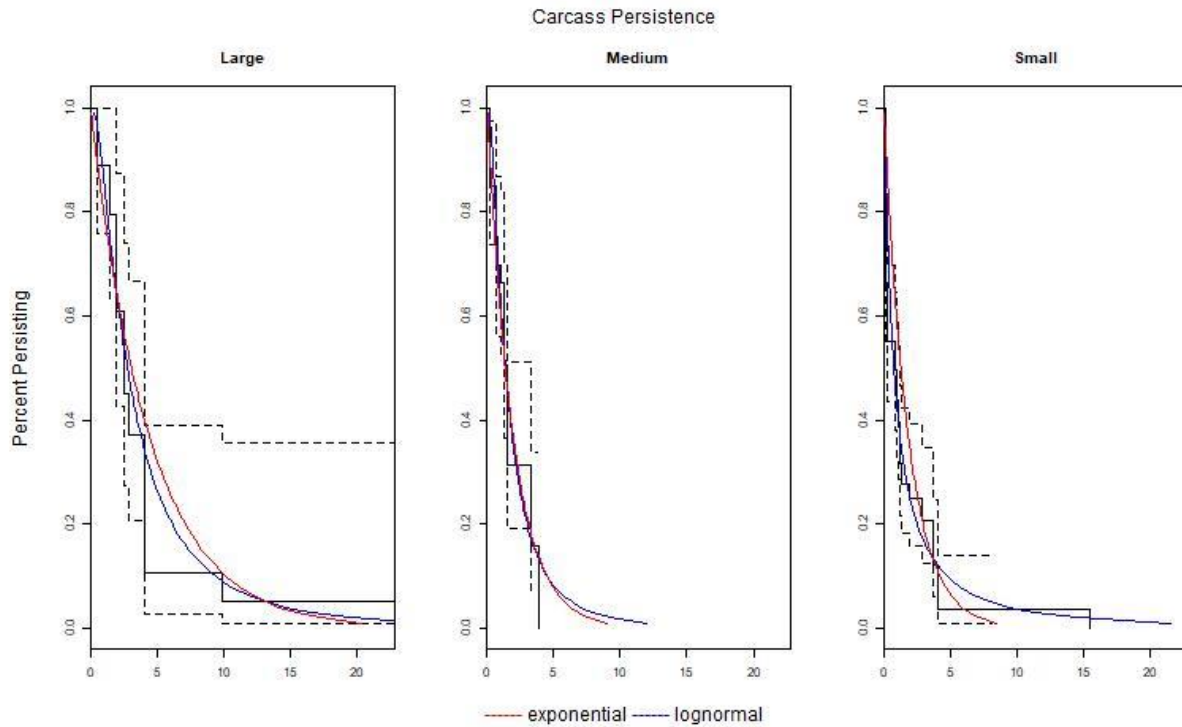 Carcass Persistence
Large Medium Small
Percent Persisting
1.0 1.0 1.0
0.8 0.8 0.8
0.6 0.6 0.6
0.4 0.4 0.4
0.2 0.2 0.2
0.0 0.0 0.0
0 5 10 15 20 0 5 10 15 20 0 5 10 15 20
exponential lognormal